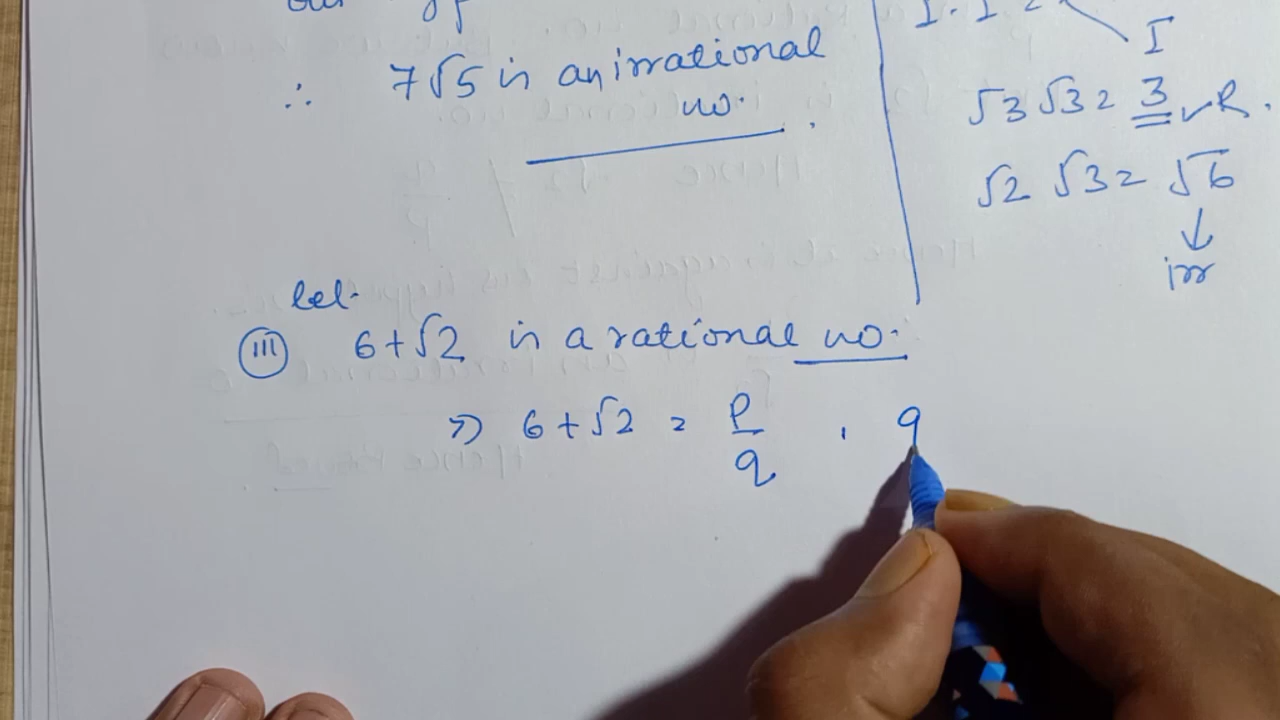 ∴ 7√5 is an irrational
no.
I . I =
I
√3 √3 = 3 R.
√2 √3 = √6
↓
irr
let
(iii) 6+√2 is a rational no.
⇒ 6+√2 = p/q , q